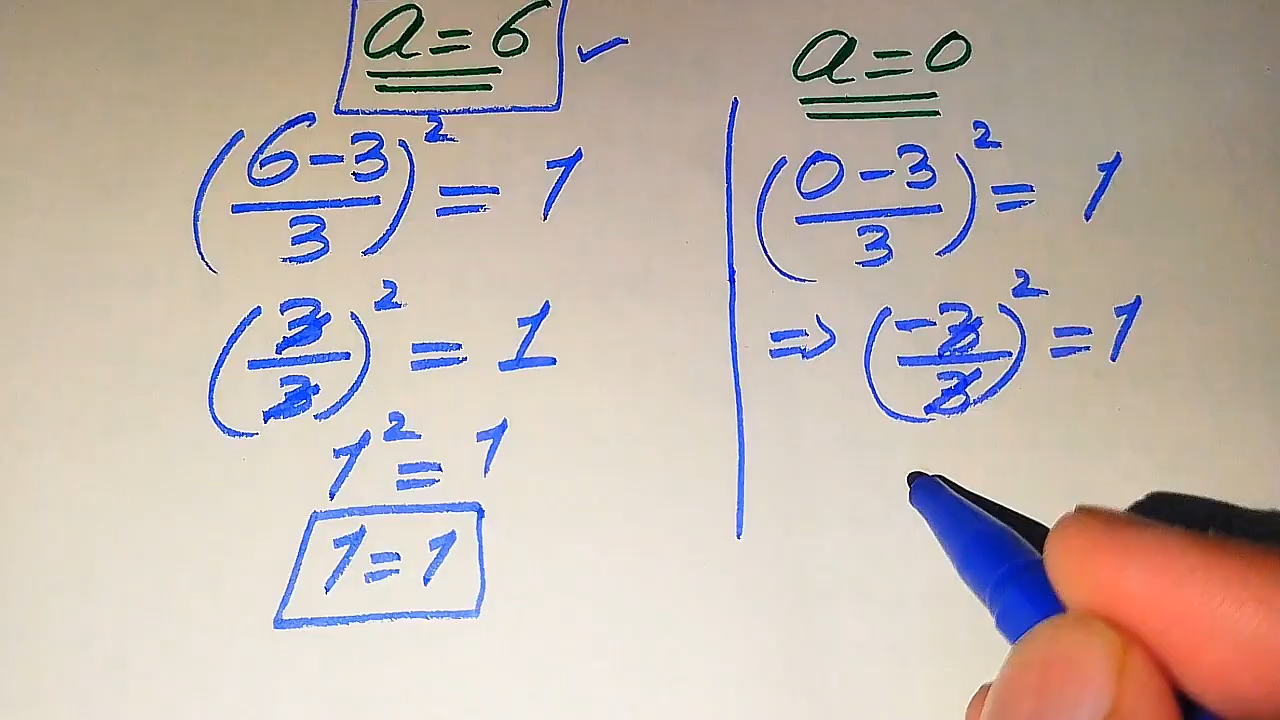 a=6 ✓
(6-3/3)² = 1
(3/3)² = 1
1² = 1
1=1
a=0
(0-3/3)² = 1
⇒ (-3/3)² = 1